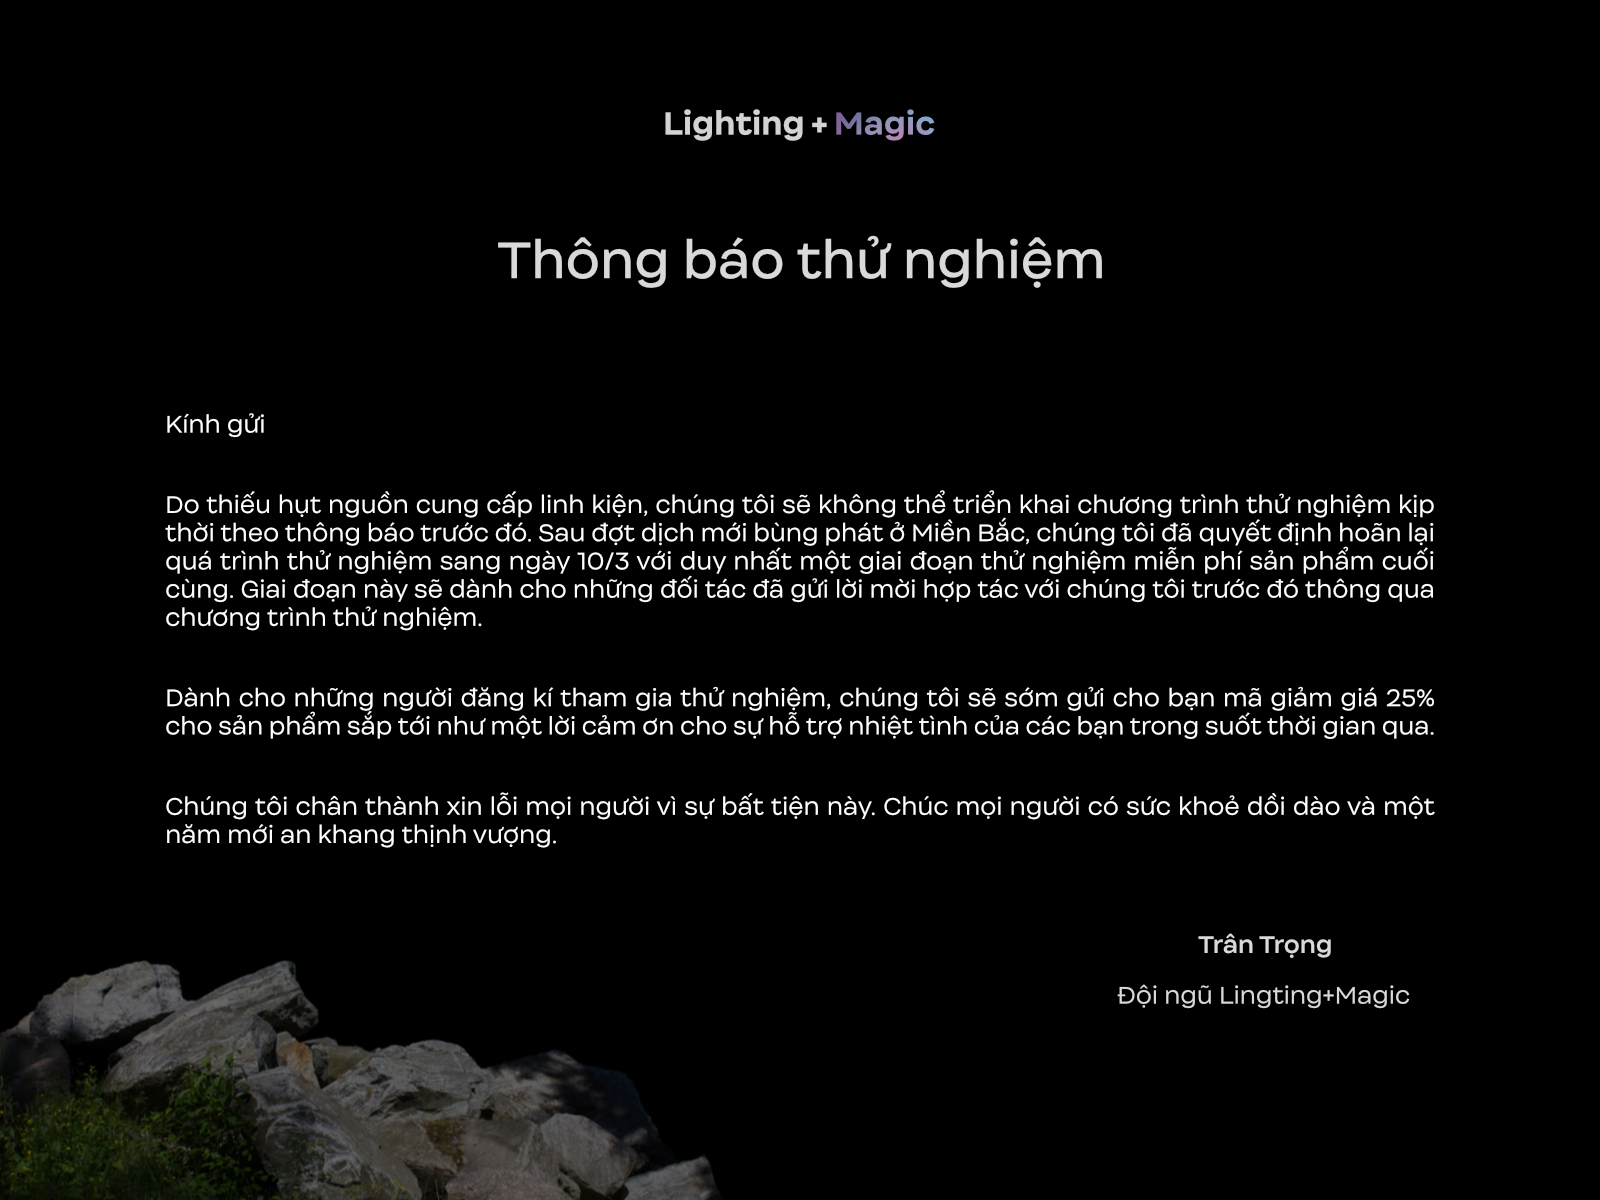 Lighting + Magic
Thông báo thử nghiệm
Kính gửi
Do thiếu hụt nguồn cung cấp linh kiện, chúng tôi sẽ không thể triển khai chương trình thử nghiệm kịp
thời theo thông báo trước đó. Sau đợt dịch mới bùng phát ở Miền Bắc, chúng tôi đã quyết định hoãn lại
quá trình thử nghiệm sang ngày 10/3 với duy nhất một giai đoạn thử nghiệm miễn phí sản phẩm cuối
cùng. Giai đoạn này sẽ dành cho những đối tác đã gửi lời mời hợp tác với chúng tôi trước đó thông qua
chương trình thử nghiệm.
Dành cho những người đăng kí tham gia thử nghiệm, chúng tôi sẽ sớm gửi cho bạn mã giảm giá 25%
cho sản phẩm sắp tới như một lời cảm ơn cho sự hỗ trợ nhiệt tình của các bạn trong suốt thời gian qua.
Chúng tôi chân thành xin lỗi mọi người vì sự bất tiện này. Chúc mọi người có sức khoẻ dồi dào và một
năm mới an khang thịnh vượng.
Trân Trọng
Đội ngũ Lingting+Magic